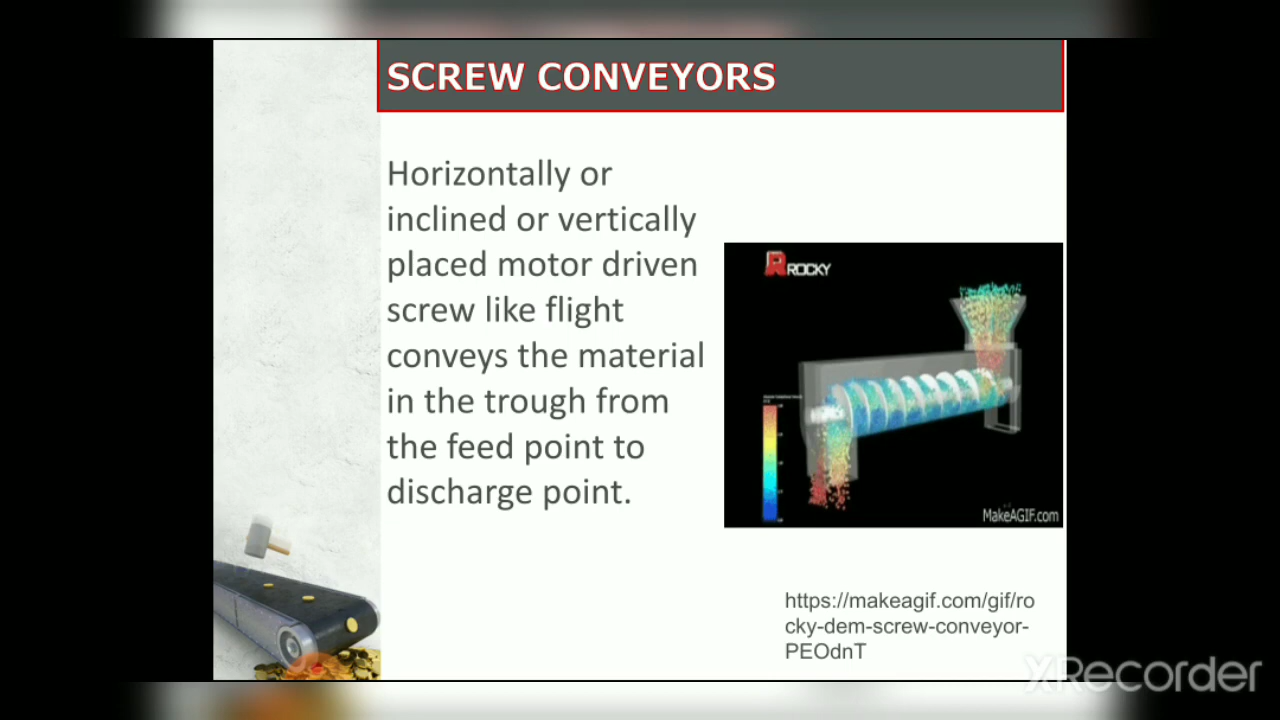 SCREW CONVEYORS
Horizontally or
inclined or vertically
placed motor driven
screw like flight
conveys the material
in the trough from
the feed point to
discharge point.
ROCKY
MakeAGIF.com
https://makeagif.com/gif/ro
cky-dem-screw-conveyor-
PEOdnT
XRecorder